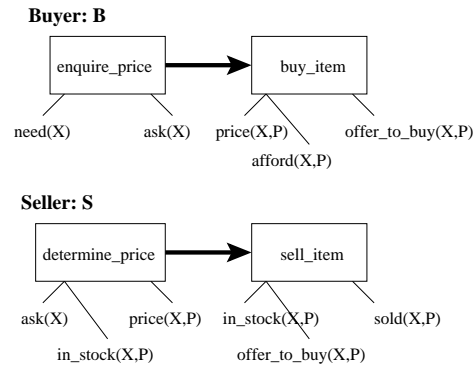 Buyer: B
enquire_price buy_item
need(X) ask(X) price(X,P) offer_to_buy(X,P)
afford(X,P)
Seller: S
determine_price sell_item
ask(X) price(X,P) in_stock(X,P) sold(X,P)
in_stock(X,P) offer_to_buy(X,P)